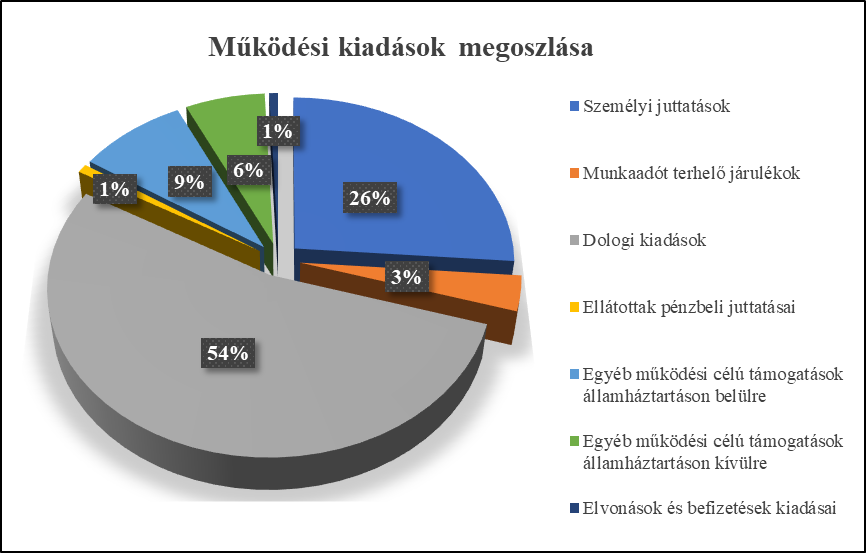 Működési kiadások megoszlása
1%
6%
9%
1%
26%
3%
54%
Személyi juttatások
Munkaadót terhelő járulékok
Dologi kiadások
Ellátottak pénzbeli juttatásai
Egyéb működési célú támogatások
államháztartáson belülre
Egyéb működési célú támogatások
államháztartáson kívülre
Elvonások és befizetések kiadásai